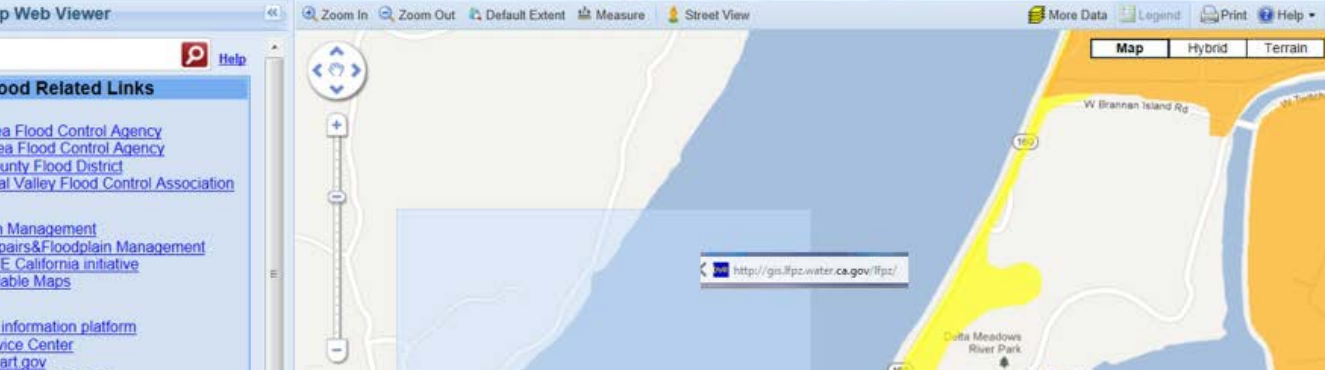 p Web Viewer
Zoom In Zoom Out Default Extent Measure Street View
More Data Legend Print Help
Help
ood Related Links
ea Flood Control Agency
ea Flood Control Agency
unty Flood District
al Valley Flood Control Association
n Management
pairs&Floodplain Management
E California initiative
able Maps
information platform
vice Center
art.gov
Map Hybrid Terrain
W Brannan Island Rd
W Twitch
160
http://gis.lfpz.water.ca.gov/lfpz/
Delta Meadows
River Park